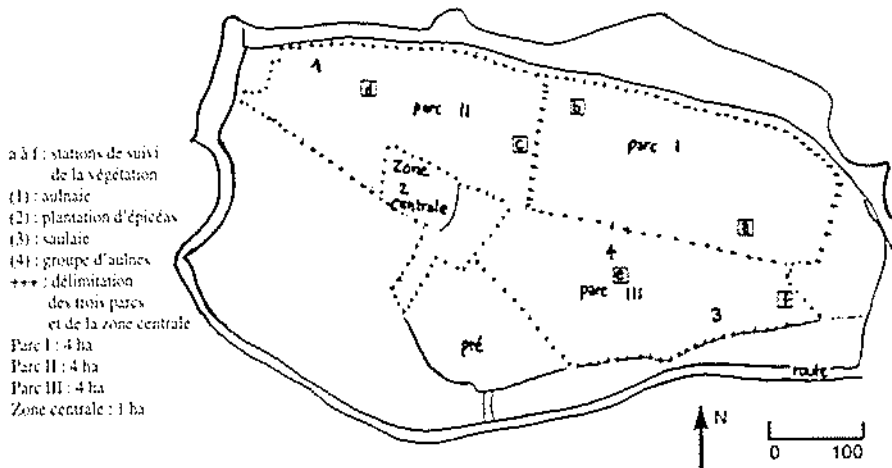 a à f : stations de suivi
de la végétation
(1) : aulnaie
(2) : plantation d'épicéas
(3) : saulaie
(4) : groupe d'aulnes
+++ : délimitation
des trois parcs
et de la zone centrale
Parc I : 4 ha
Parc II : 4 ha
Parc III : 4 ha
Zone centrale : 1 ha
1
d
parc II
b
c
parc I
Zone
2
centrale
a
4
e
parc III
f
3
pré
route
N
0 100